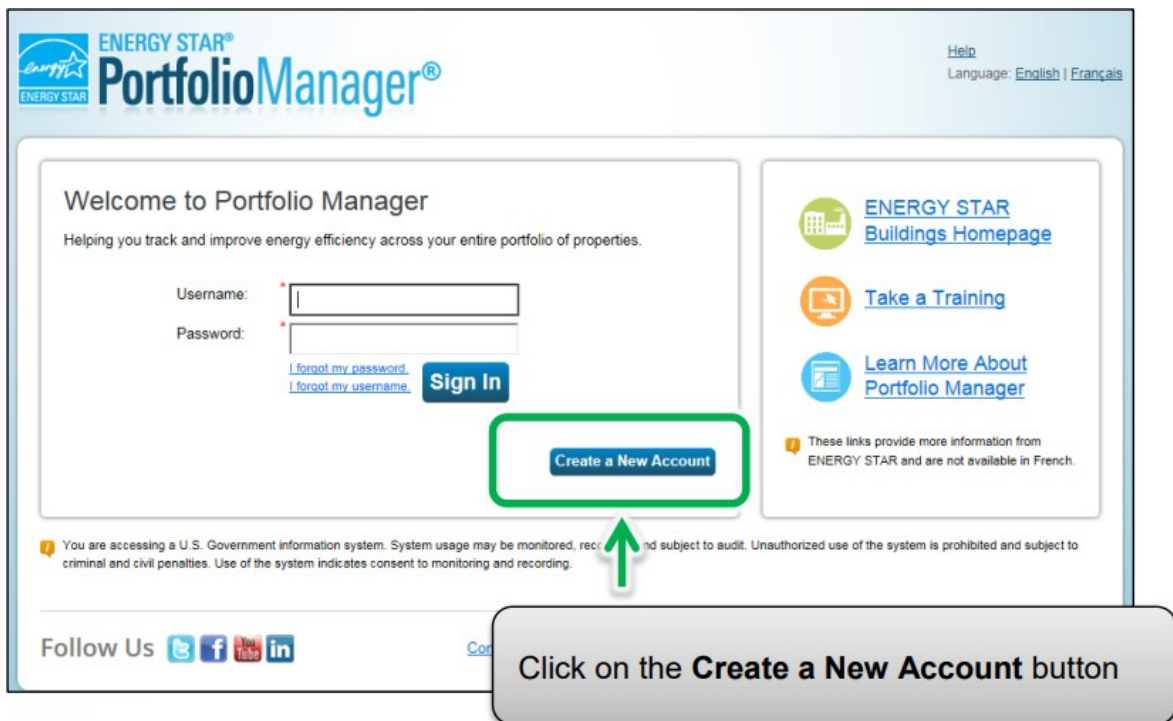 ENERGY STAR®
PortfolioManager®
energy
ENERGY STAR
Help
Language: English | Français
Welcome to Portfolio Manager
Helping you track and improve energy efficiency across your entire portfolio of properties.
Username: *
Password: *
I forgot my password.
I forgot my username.
Sign In
Create a New Account
ENERGY STAR
Buildings Homepage
Take a Training
Learn More About
Portfolio Manager
These links provide more information from
ENERGY STAR and are not available in French.
You are accessing a U.S. Government information system. System usage may be monitored, nd subject to audit. Unauthorized use of the system is prohibited and subject to
criminal and civil penalties. Use of the system indicates consent to monitoring and recording.
Follow Us
You
Tube
in
Click on the Create a New Account button